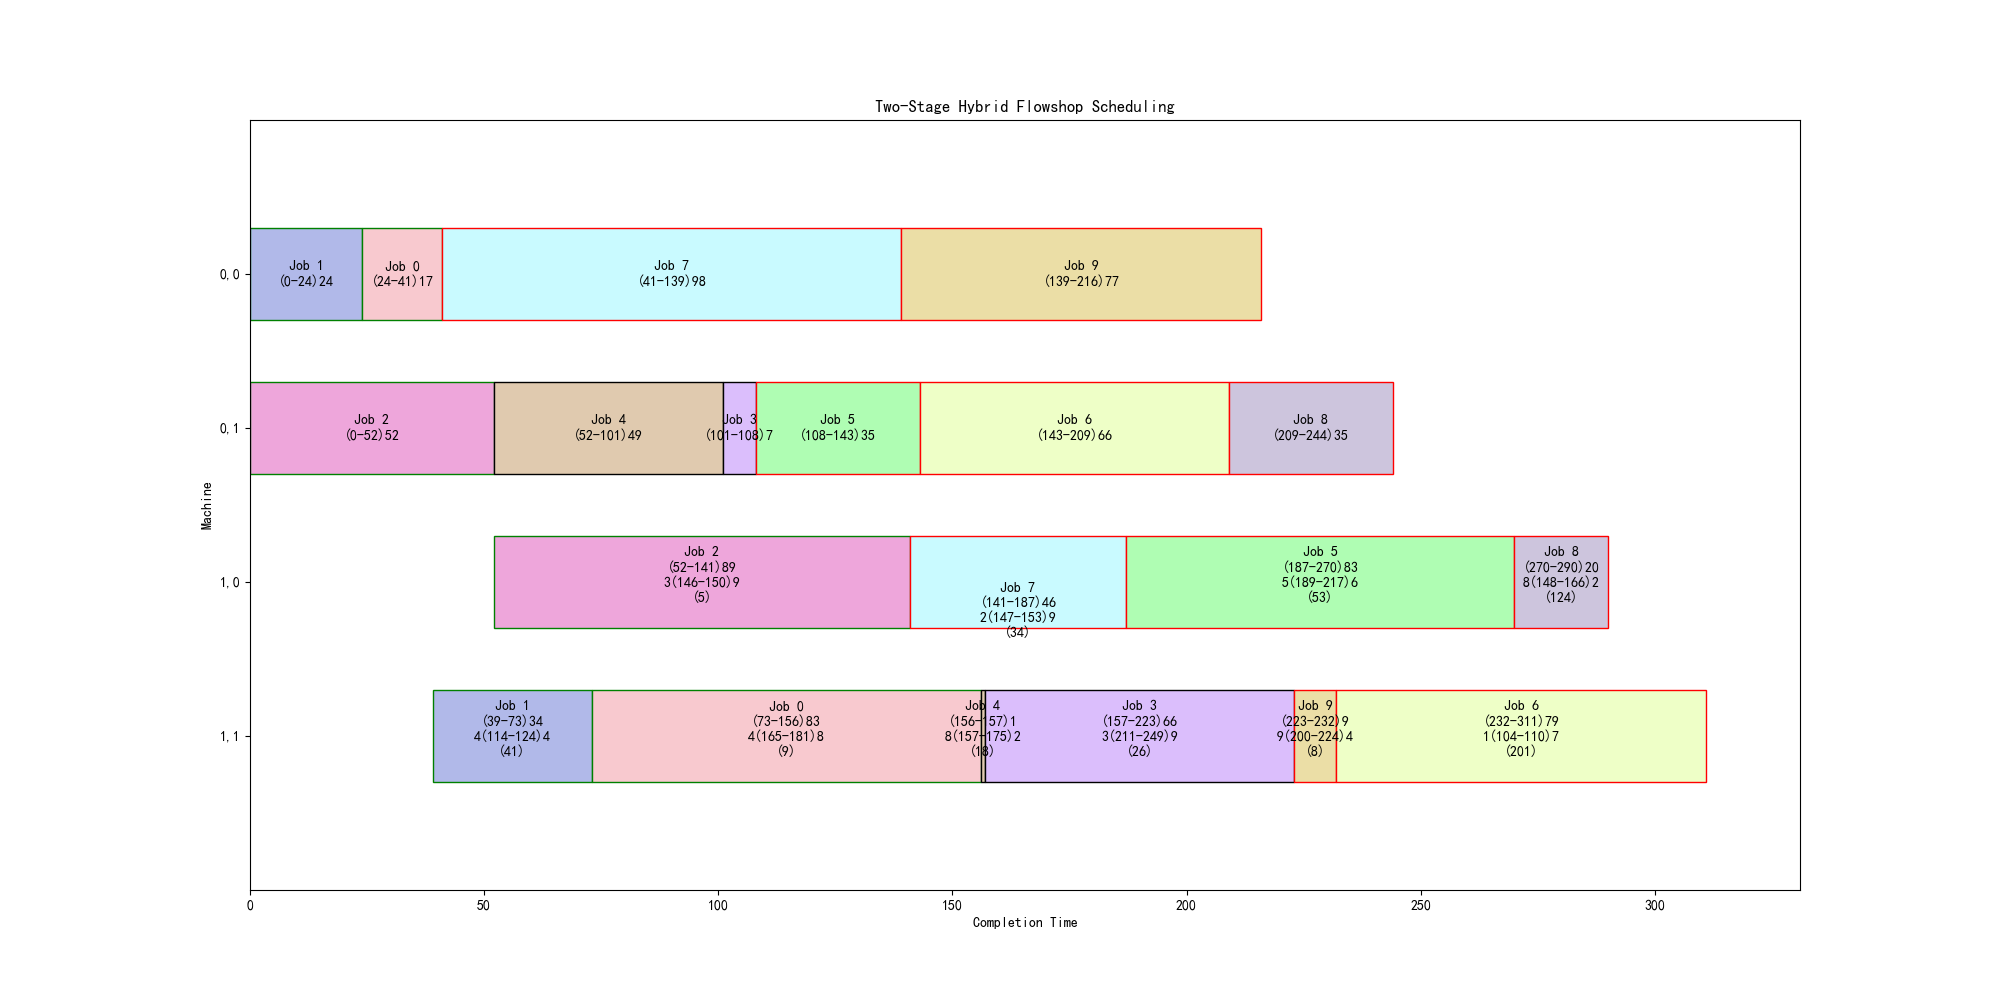 Two-Stage Hybrid Flowshop Scheduling
Machine
0,0
Job 1
(0-24)24
Job 0
(24-41)17
Job 7
(41-139)98
Job 9
(139-216)77
0,1
Job 2
(0-52)52
Job 4
(52-101)49
Job 3
(101-108)7
Job 5
(108-143)35
Job 6
(143-209)66
Job 8
(209-244)35
1,0
Job 2
(52-141)89
3(146-150)9
(5)
Job 7
(141-187)46
2(147-153)9
(34)
Job 5
(187-270)83
5(189-217)6
(53)
Job 8
(270-290)20
8(148-166)2
(124)
1,1
Job 1
(39-73)34
4(114-124)4
(41)
Job 0
(73-156)83
4(165-181)8
(9)
Job 4
(156-157)1
8(157-175)2
(18)
Job 3
(157-223)66
3(211-249)9
(26)
Job 9
(223-232)9
9(200-224)4
(8)
Job 6
(232-311)79
1(104-110)7
(201)
0
50
100
150
200
250
300
Completion Time